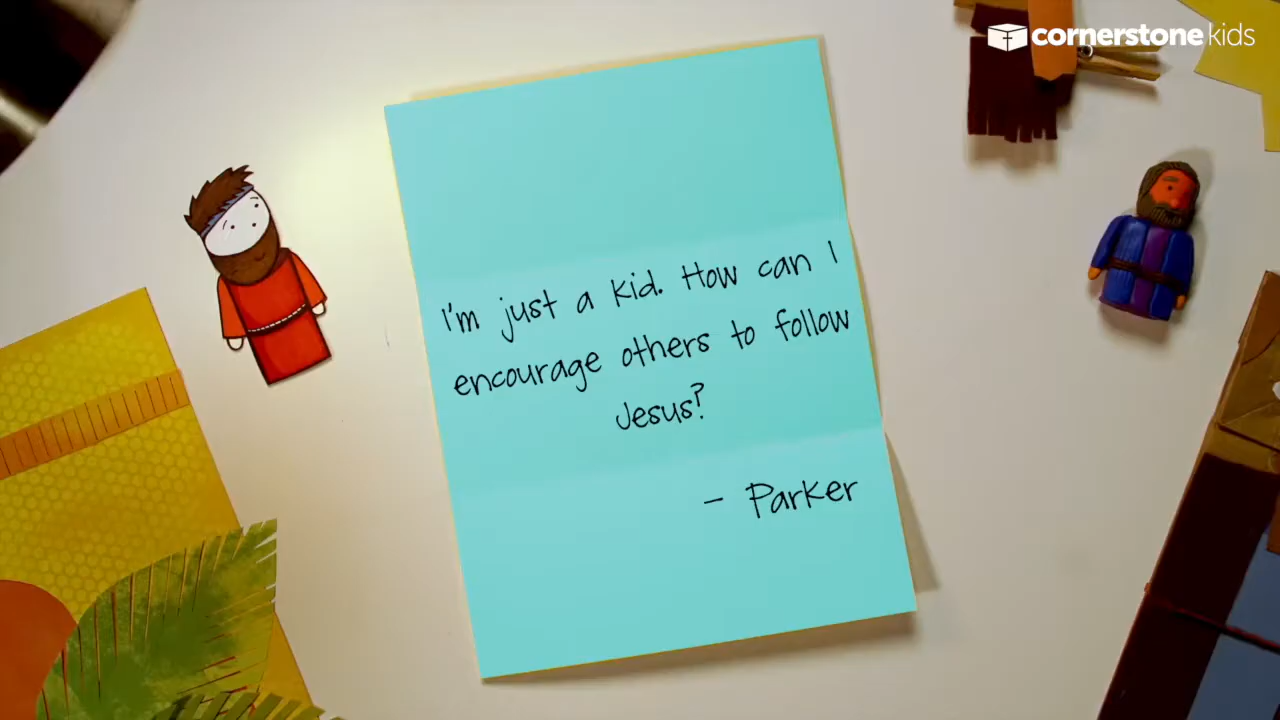 cornerstone kids
I'm just a kid. How can I
encourage others to follow
Jesus?
- Parker